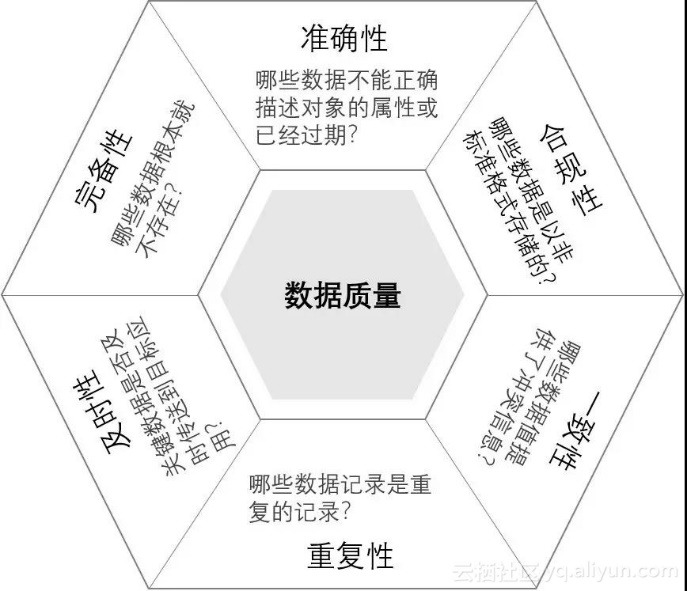 准确性
哪些数据不能正确
描述对象的属性或
已经过期?
合规性
哪些数据是以非
标准格式存储的?
一致性
哪些数据值提
供了冲突信息?
重复性
哪些数据记录是重
复的记录?
及时性
关键数据是否及
时传送到目标应
用?
完备性
哪些数据根本就
不存在?
数据质量
云栖社区 yq.aliyun.com